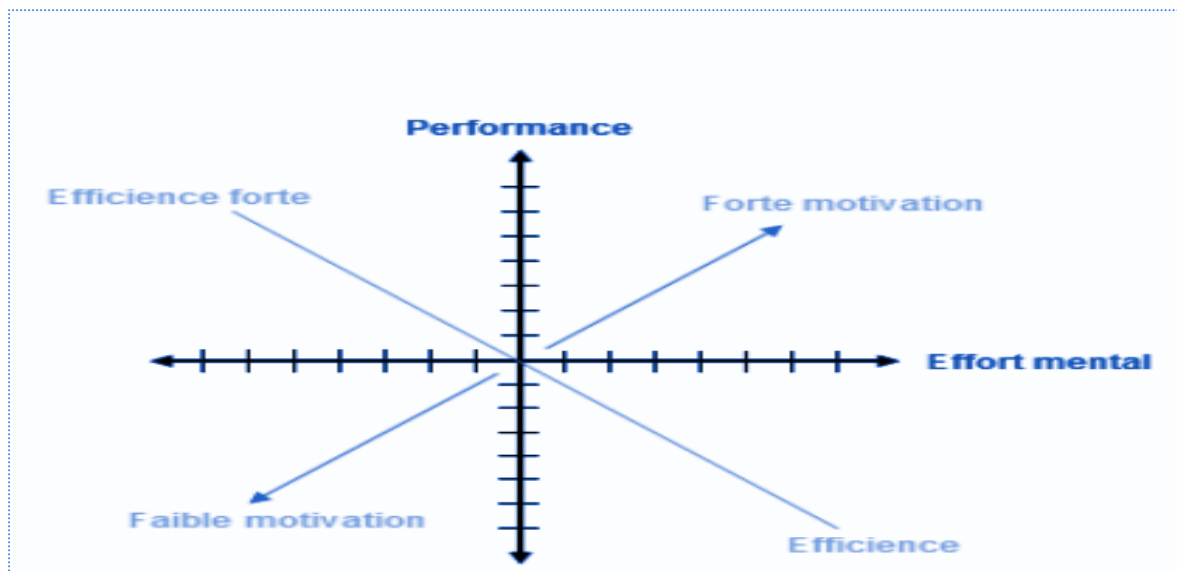 Performance
Efficience forte
Forte motivation
Effort mental
Faible motivation
Efficience